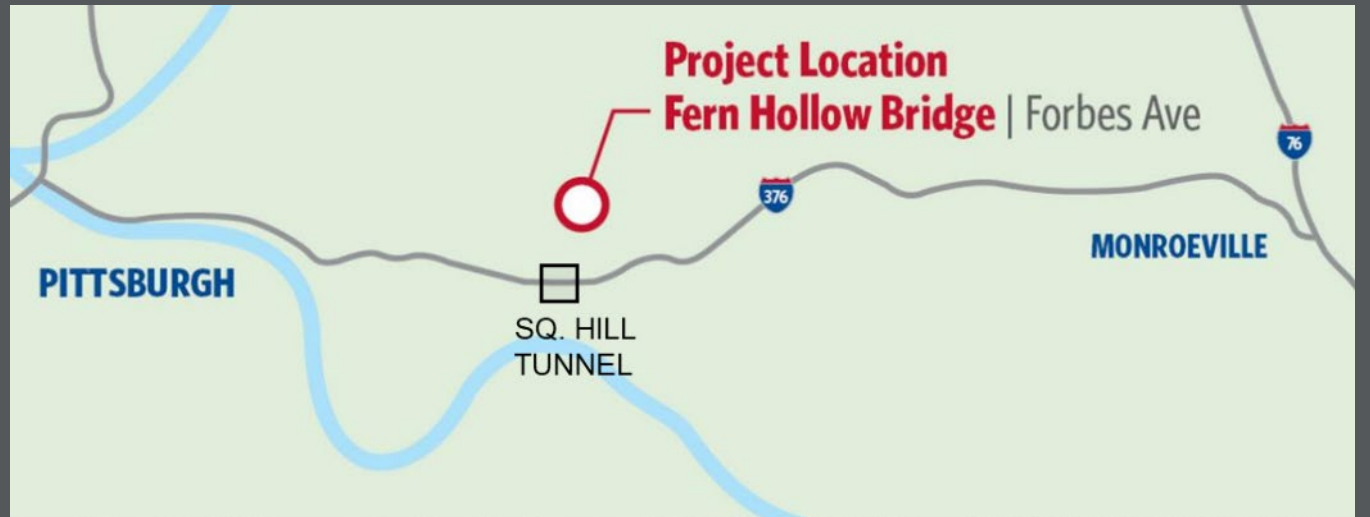 Project Location
Fern Hollow Bridge | Forbes Ave
76
376
MONROEVILLE
PITTSBURGH
SQ. HILL
TUNNEL